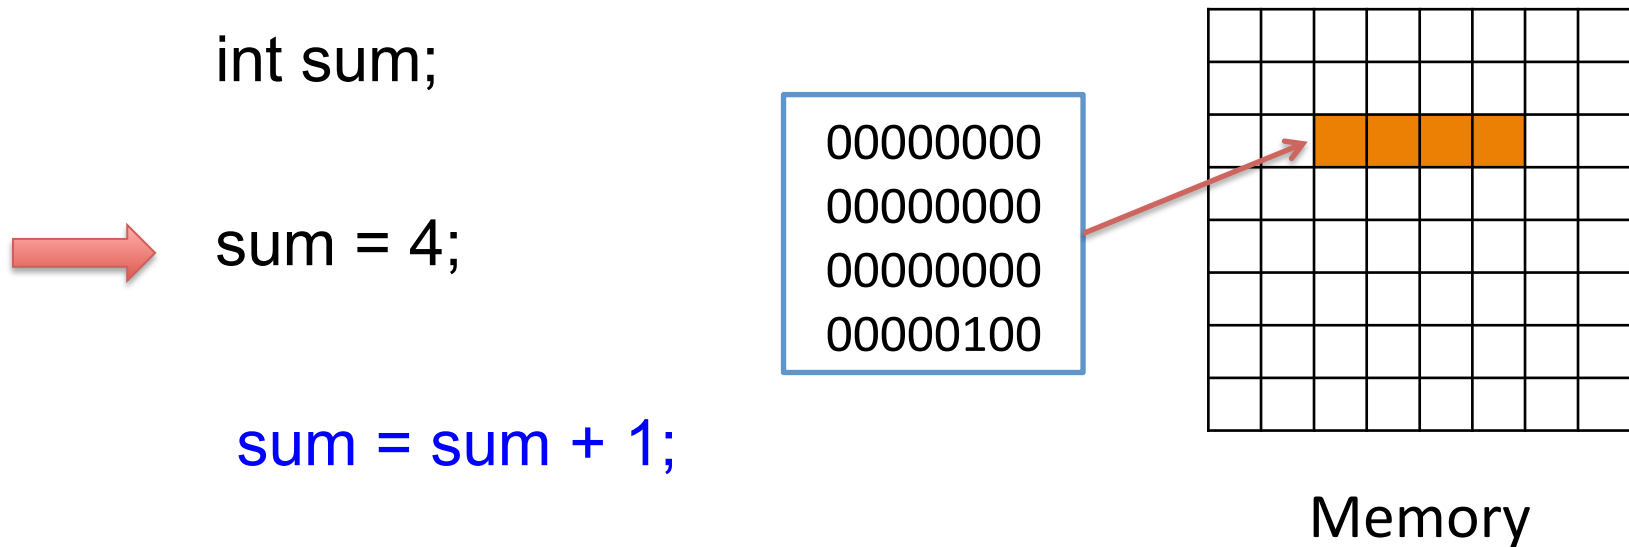 int sum;
sum = 4;
sum = sum + 1;
00000000
00000000
00000000
00000100
Memory